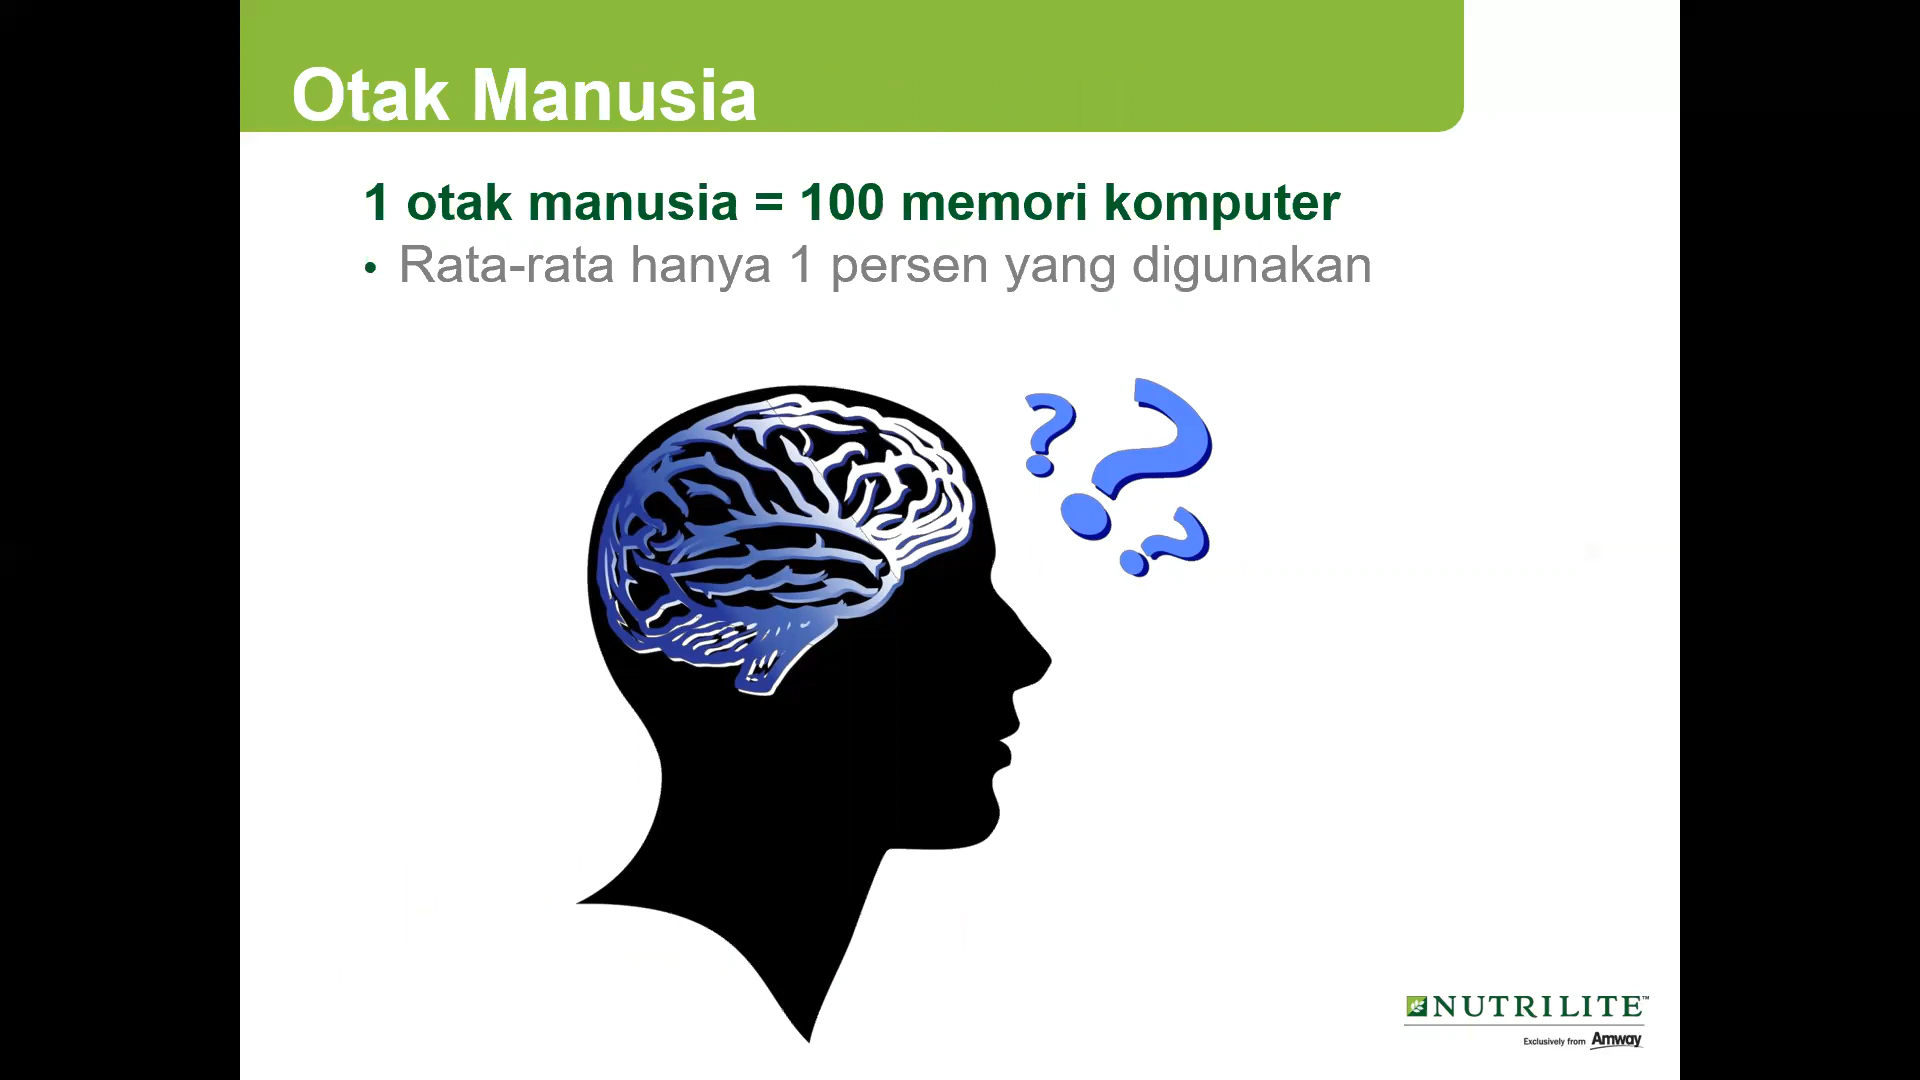 Otak Manusia
1 otak manusia = 100 memori komputer
• Rata-rata hanya 1 persen yang digunakan
? ? ?
NUTRILITE™
Exclusively from Amway